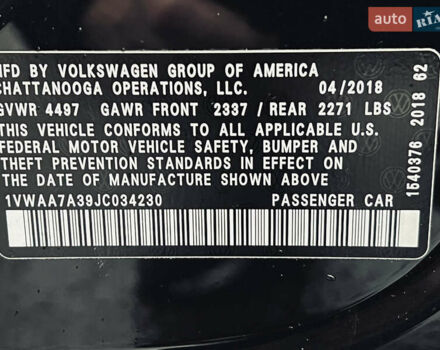 MFD BY VOLKSWAGEN GROUP OF AMERICA
CHATTANOOGA OPERATIONS, LLC. 04/2018
GVWR 4497 GAWR FRONT 2337 / REAR 2271 LBS
THIS VEHICLE CONFORMS TO ALL APPLICABLE U.S.
FEDERAL MOTOR VEHICLE SAFETY, BUMPER AND
THEFT PREVENTION STANDARDS IN EFFECT ON
THE DATE OF MANUFACTURE SHOWN ABOVE
1VWAA7A39JC034230 PASSENGER CAR
1540376 2018 62
AUTO
RIA